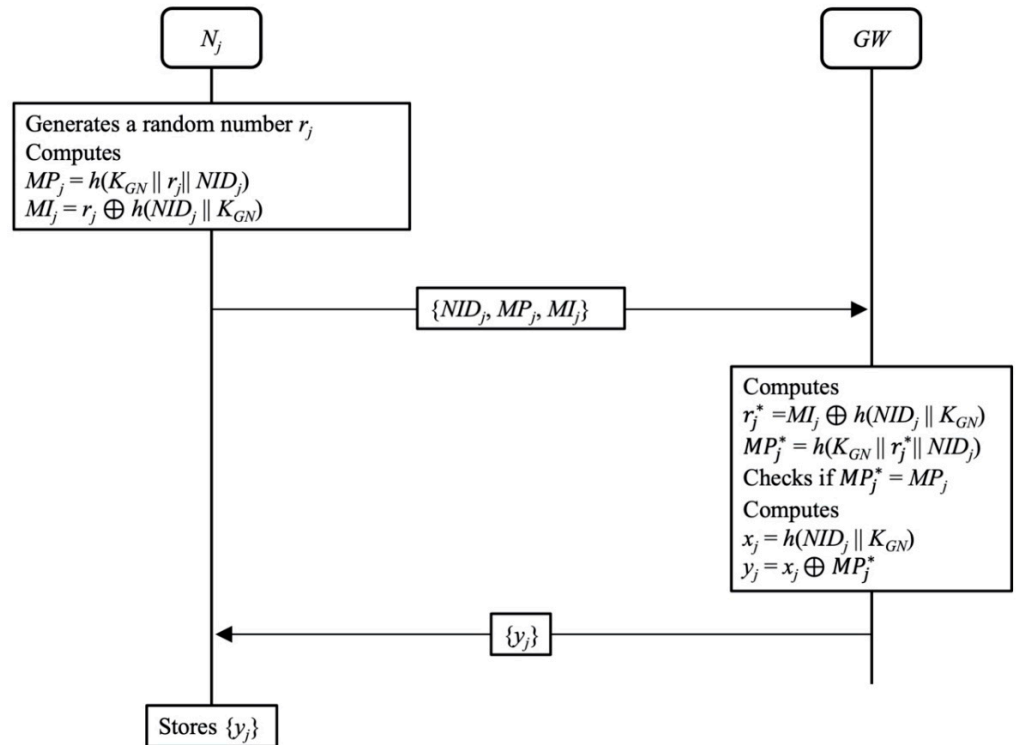 N_j
GW
Generates a random number r_j
Computes
MP_j = h(K_GN || r_j || NID_j)
MI_j = r_j ⊕ h(NID_j || K_GN)
{NID_j, MP_j, MI_j}
Computes
r_j^* =MI_j ⊕ h(NID_j || K_GN)
MP_j^* = h(K_GN || r_j^* || NID_j)
Checks if MP_j^* = MP_j
Computes
x_j = h(NID_j || K_GN)
y_j = x_j ⊕ MP_j^*
{y_j}
Stores {y_j}